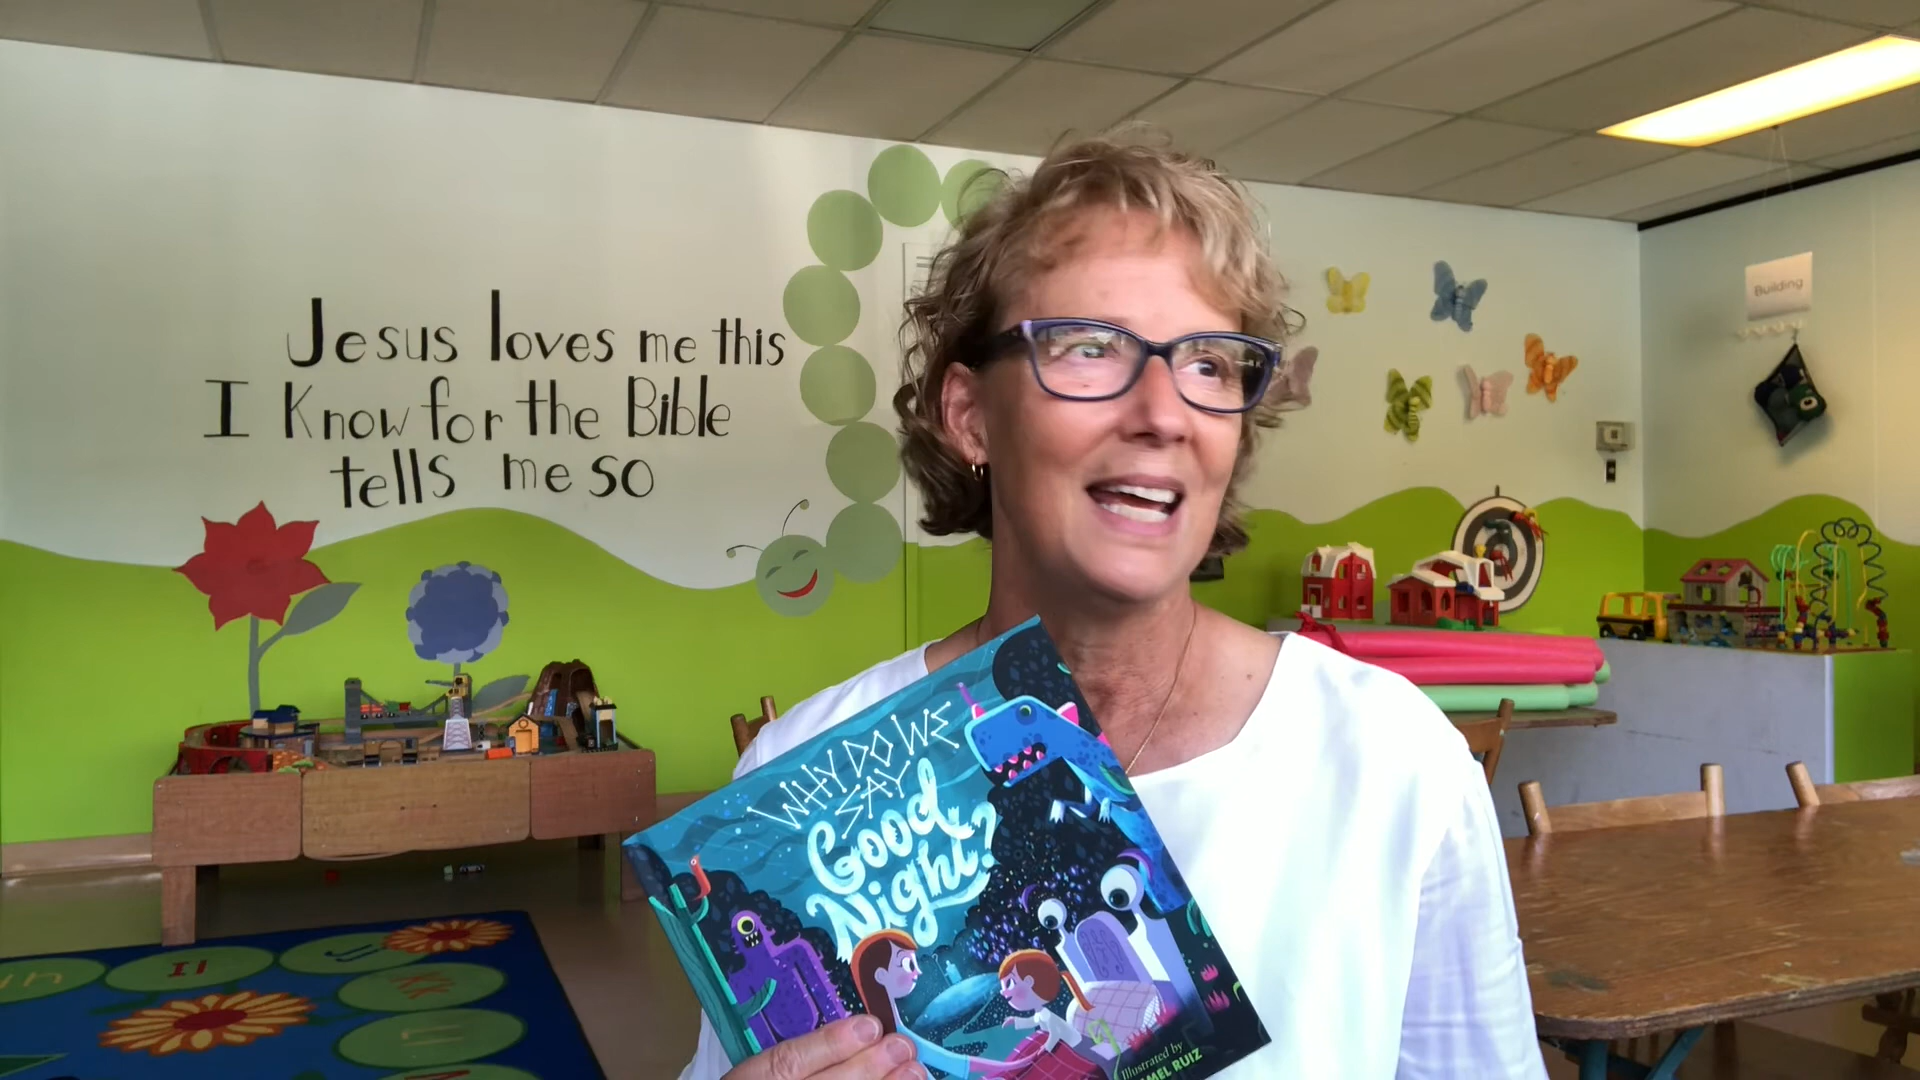 Jesus loves me this
I Know for the Bible
tells me so
Building
WHY DO WE
SAY
Good
Night?
Illustrated by
RUIZ